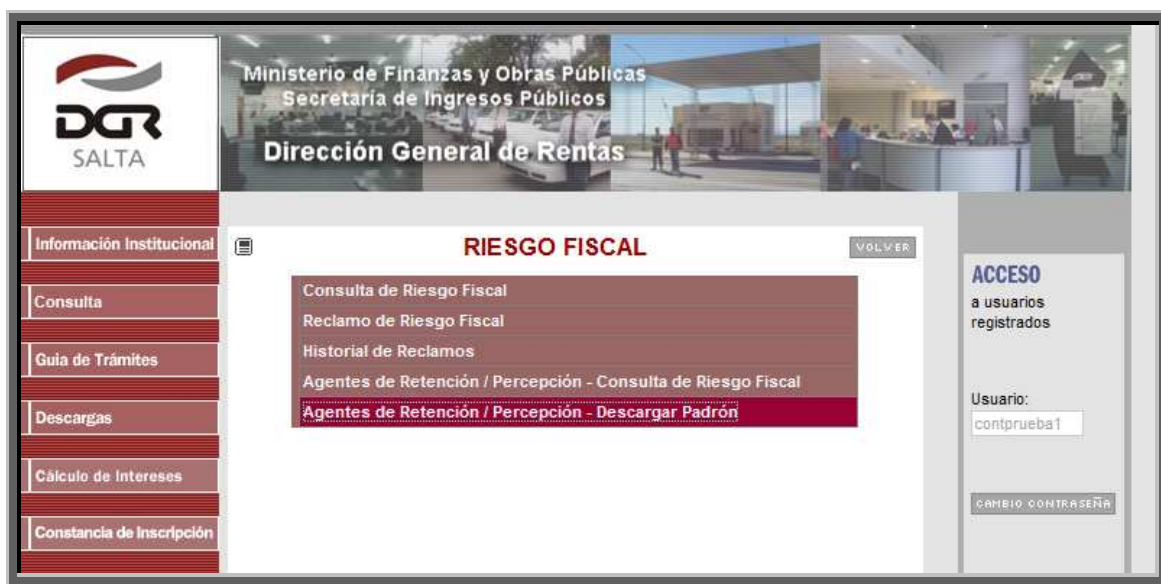 DGR
SALTA
Ministerio de Finanzas y Obras Públicas
Secretaría de Ingresos Públicos
Dirección General de Rentas
Información Institucional
Consulta
Guia de Trámites
Descargas
Cálculo de Intereses
Constancia de Inscripción
RIESGO FISCAL
VOLVER
Consulta de Riesgo Fiscal
Reclamo de Riesgo Fiscal
Historial de Reclamos
Agentes de Retención / Percepción - Consulta de Riesgo Fiscal
Agentes de Retención / Percepción - Descargar Padrón
ACCESO
a usuarios
registrados
Usuario:
contprueba1
CAMBIO CONTRASEÑA